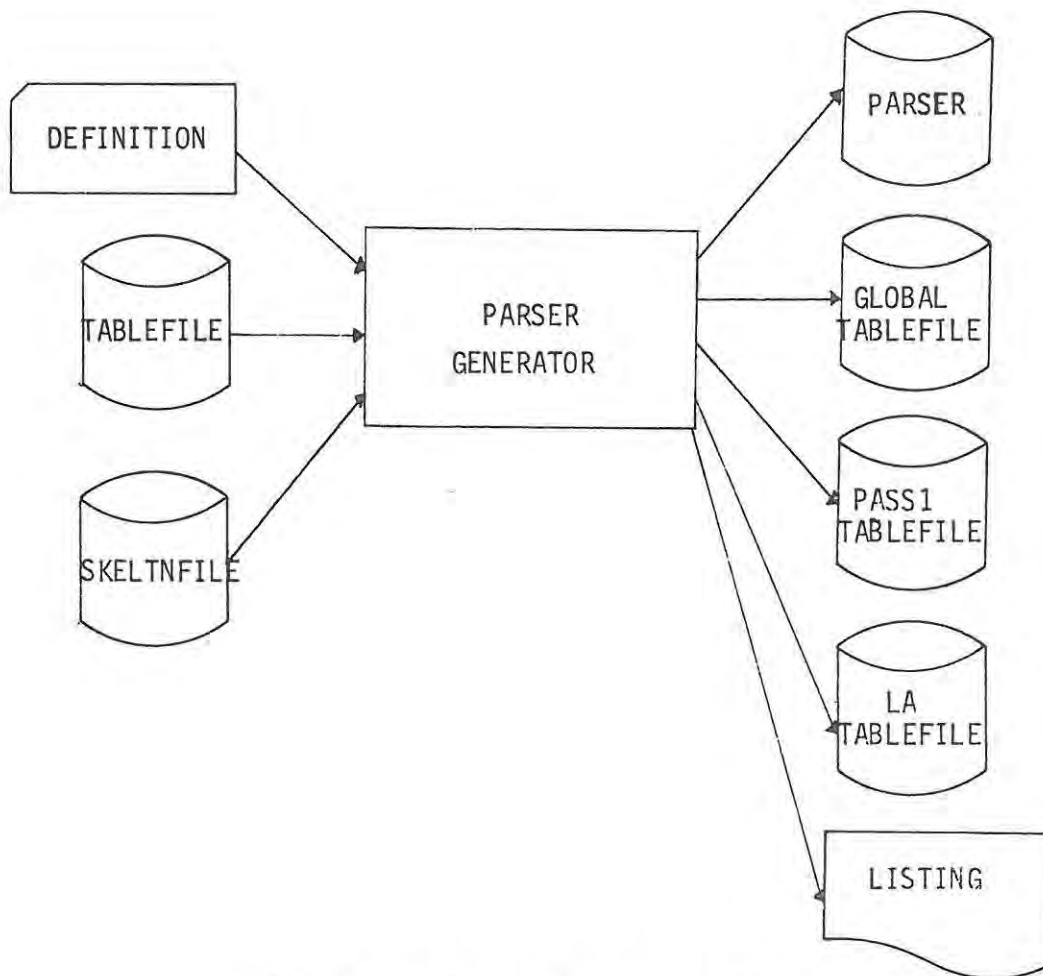 DEFINITION
TABLEFILE
SKELTNFILE
PARSER
GENERATOR
PARSER
GLOBAL
TABLEFILE
PASS1
TABLEFILE
LA
TABLEFILE
LISTING